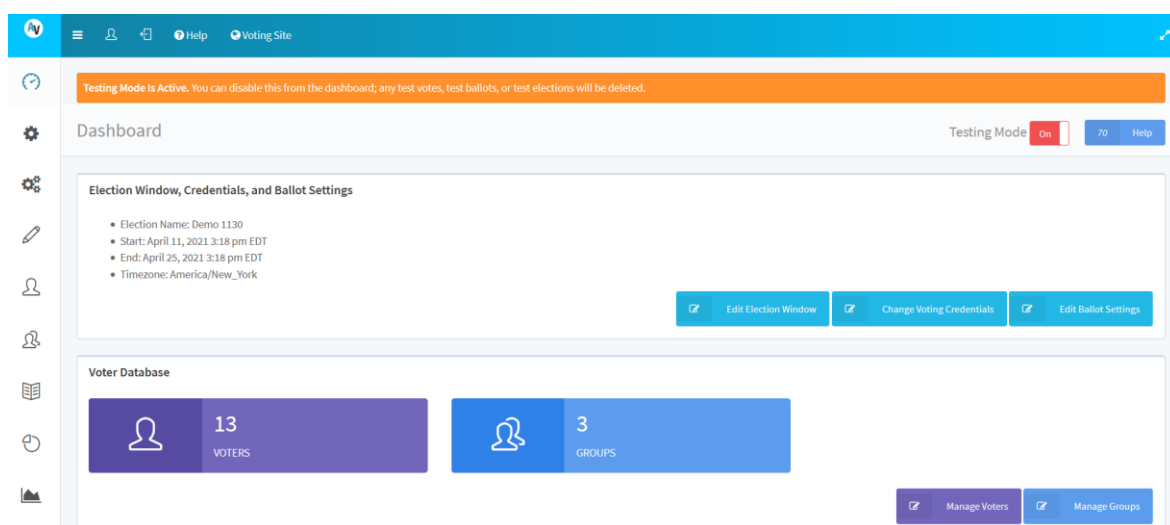 AV
Help Voting Site
Testing Mode Is Active. You can disable this from the dashboard; any test votes, test ballots, or test elections will be deleted.
Dashboard
Testing Mode On 70 Help
Election Window, Credentials, and Ballot Settings
Election Name: Demo 1130
Start: April 11, 2021 3:18 pm EDT
End: April 25, 2021 3:18 pm EDT
Timezone: America/New_York
Edit Election Window Change Voting Credentials Edit Ballot Settings
Voter Database
13
VOTERS
3
GROUPS
Manage Voters Manage Groups